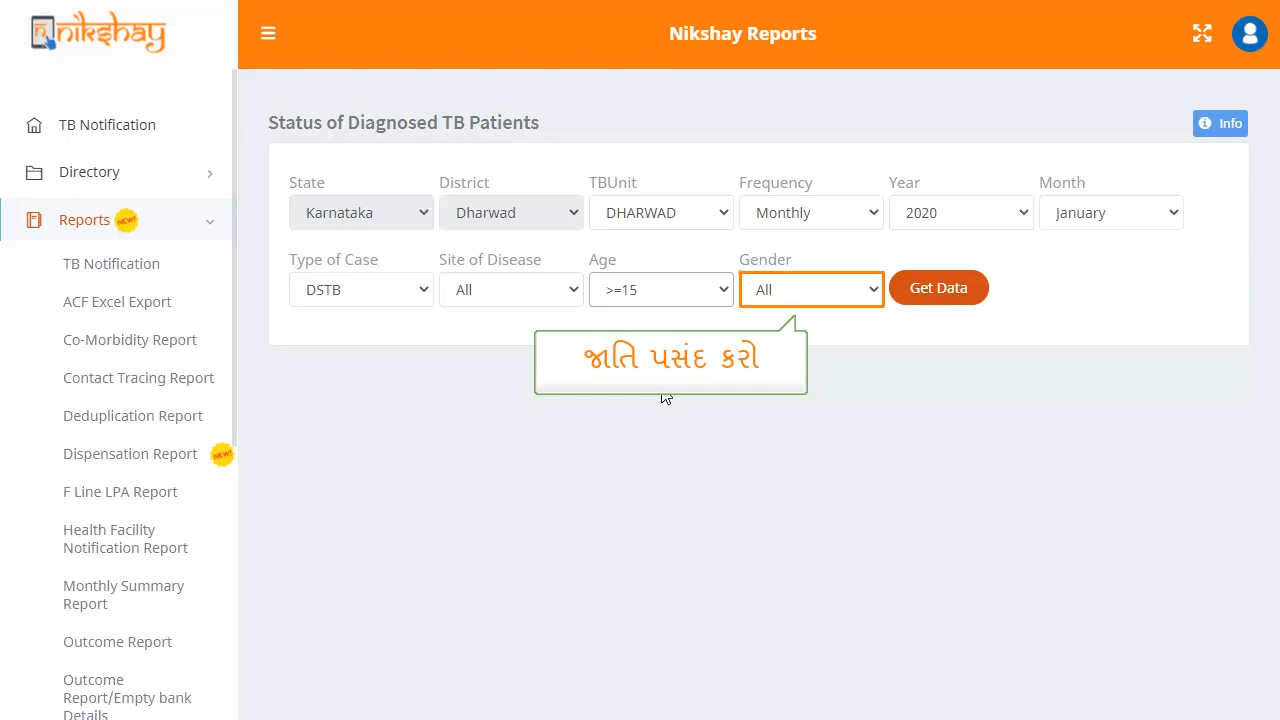 nikshay
Nikshay Reports
TB Notification
Directory
Reports NEW!
TB Notification
ACF Excel Export
Co-Morbidity Report
Contact Tracing Report
Deduplication Report
Dispensation Report NEW!
F Line LPA Report
Health Facility
Notification Report
Monthly Summary
Report
Outcome Report
Outcome
Report/Empty bank
Details
Status of Diagnosed TB Patients
Info
State District TBUnit Frequency Year Month
Karnataka Dharwad DHARWAD Monthly 2020 January
Type of Case Site of Disease Age Gender
DSTB All >=15 All Get Data
જાતિ પસંદ કરો